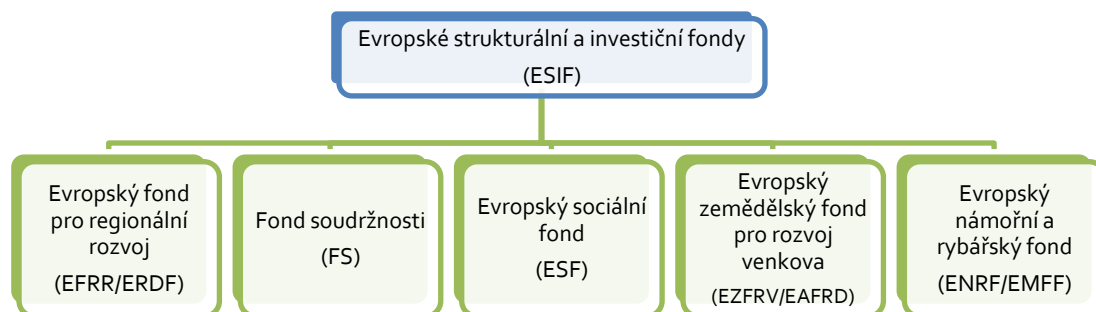 Evropské strukturální a investiční fondy
(ESIF)
Evropský fond
pro regionální
rozvoj
(EFRR/ERDF)
Fond soudržnosti
(FS)
Evropský sociální
fond
(ESF)
Evropský
zemědělský fond
pro rozvoj
venkova
(EZFRV/EAFRD)
Evropský
námořní a
rybářský fond
(ENRF/EMFF)